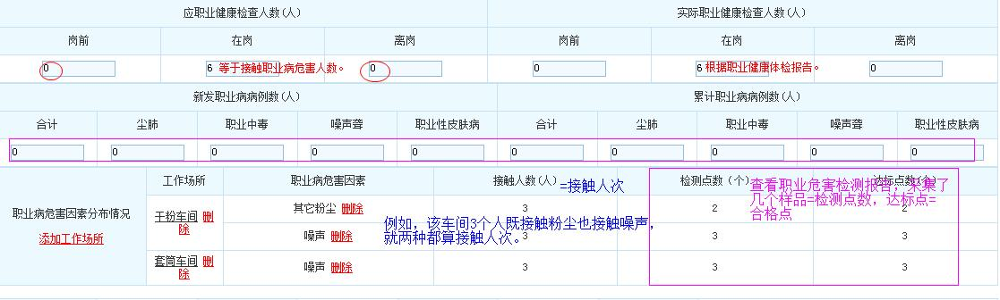 应职业健康检查人数(人) 实际职业健康检查人数(人)
岗前 在岗 离岗 岗前 在岗 离岗
0 6 等于接触职业病危害人数。 0 0 6 根据职业健康体检报告。 0
新发职业病病例数(人) 累计职业病病例数(人)
合计 尘肺 职业中毒 噪声聋 职业性皮肤病 合计 尘肺 职业中毒 噪声聋 职业性皮肤病
0 0 0 0 0 0 0 0 0 0
工作场所 职业病危害因素 接触人数(人) =接触人次 检测点数(个) 达标点数(个)
职业病危害因素分布情况
添加工作场所
干粉车间 删
除
其它粉尘 删除 3 2 2
噪声 删除 3 3 3
套筒车间 删
除
噪声 删除 3 3 3
例如，该车间3个人既接触粉尘也接触噪声，
就两种都算接触人次。
查看职业危害检测报告，采集了
几个样品=检测点数，达标点=
合格点